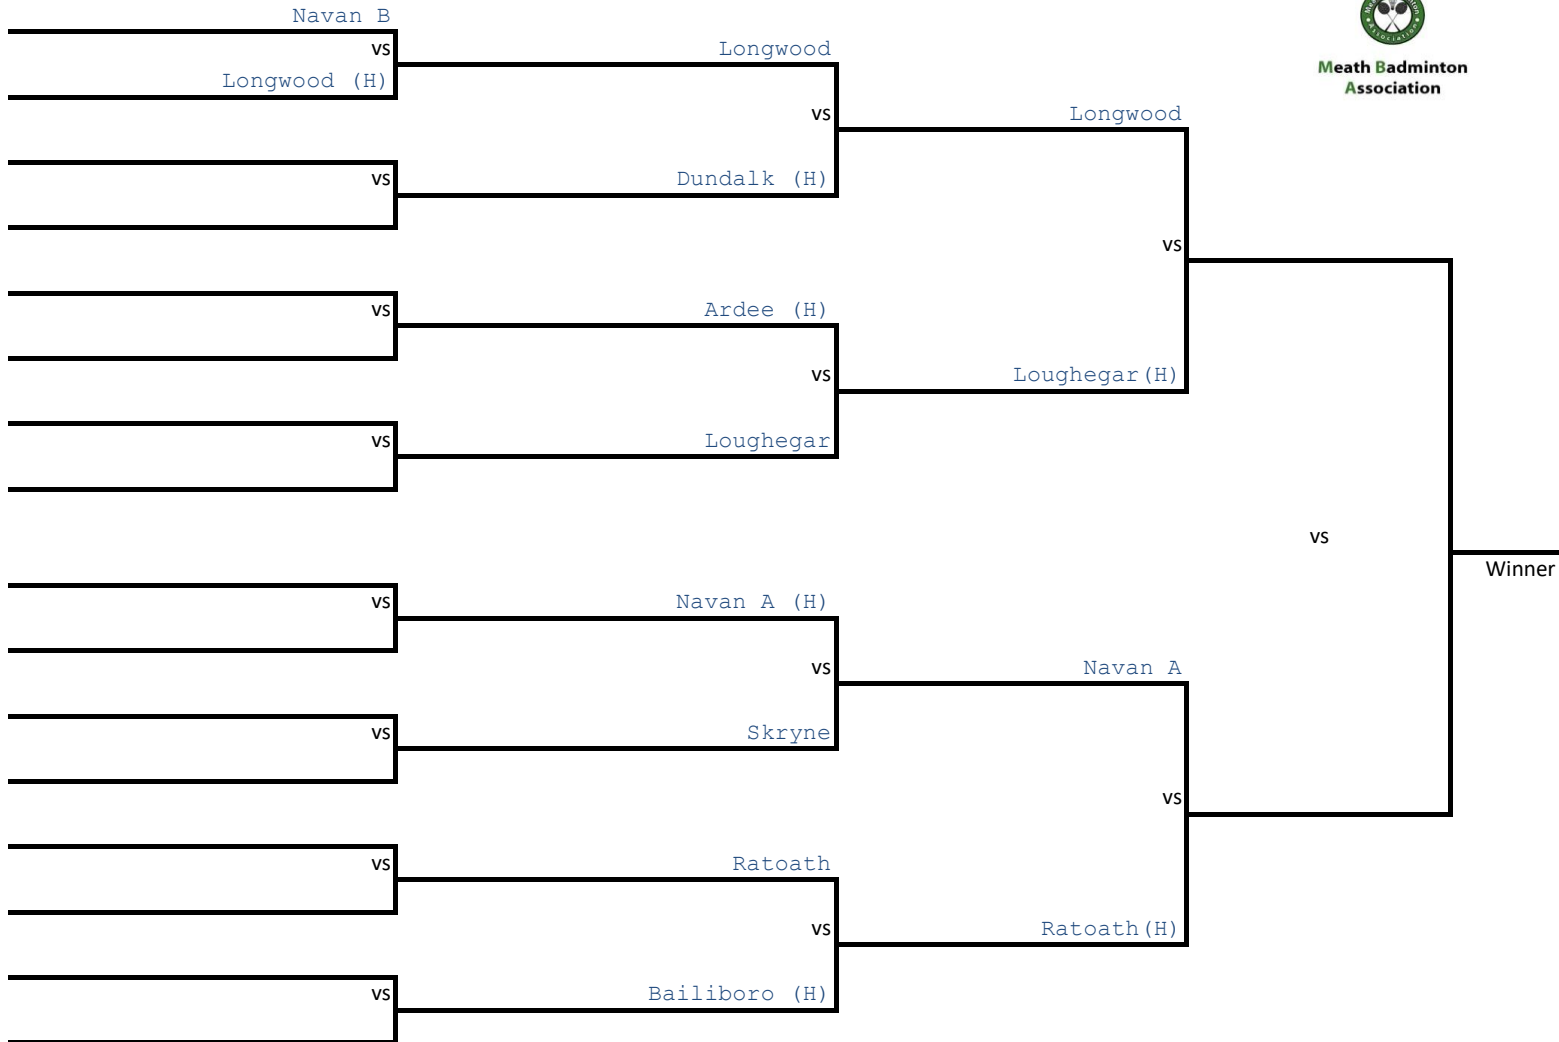 Navan B
vs
Longwood
Longwood (H)
Meath Badminton
Association
vs
Longwood
vs
Dundalk (H)
vs
vs
Ardee (H)
vs
Loughegar(H)
vs
Loughegar
vs
Winner
vs
Navan A (H)
vs
Navan A
vs
Skryne
vs
vs
Ratoath
vs
Ratoath(H)
vs
Bailiboro (H)